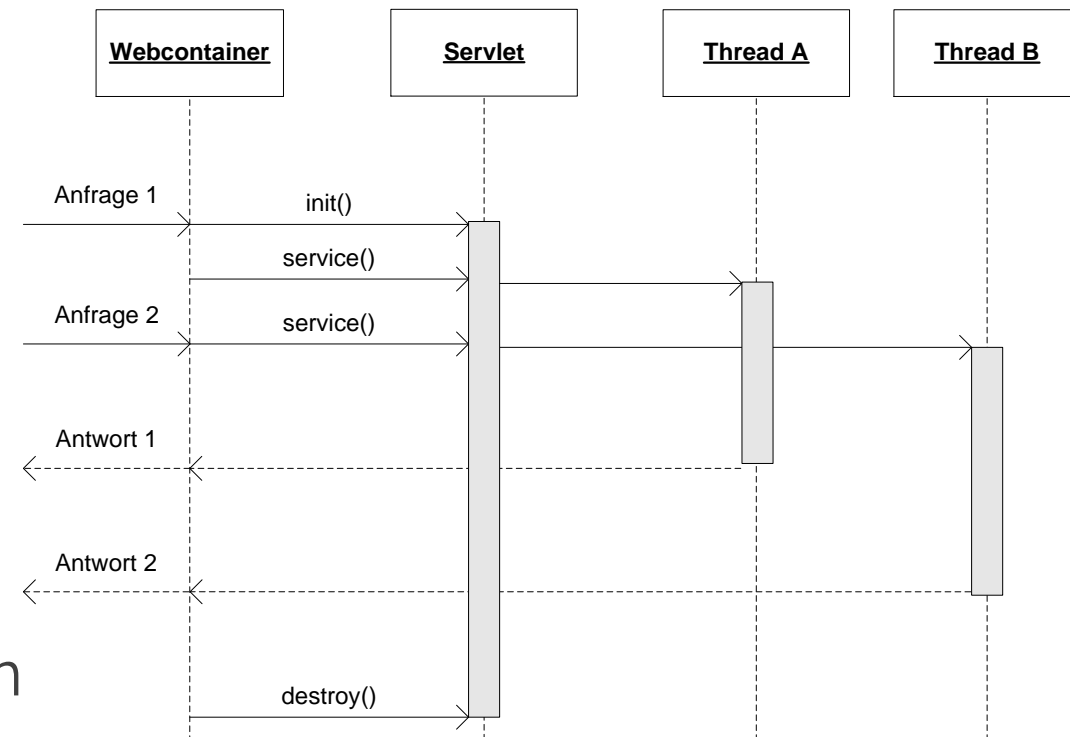 Webcontainer
Servlet
Thread A
Thread B
Anfrage 1
init()
service()
Anfrage 2
service()
Antwort 1
Antwort 2
n
destroy()